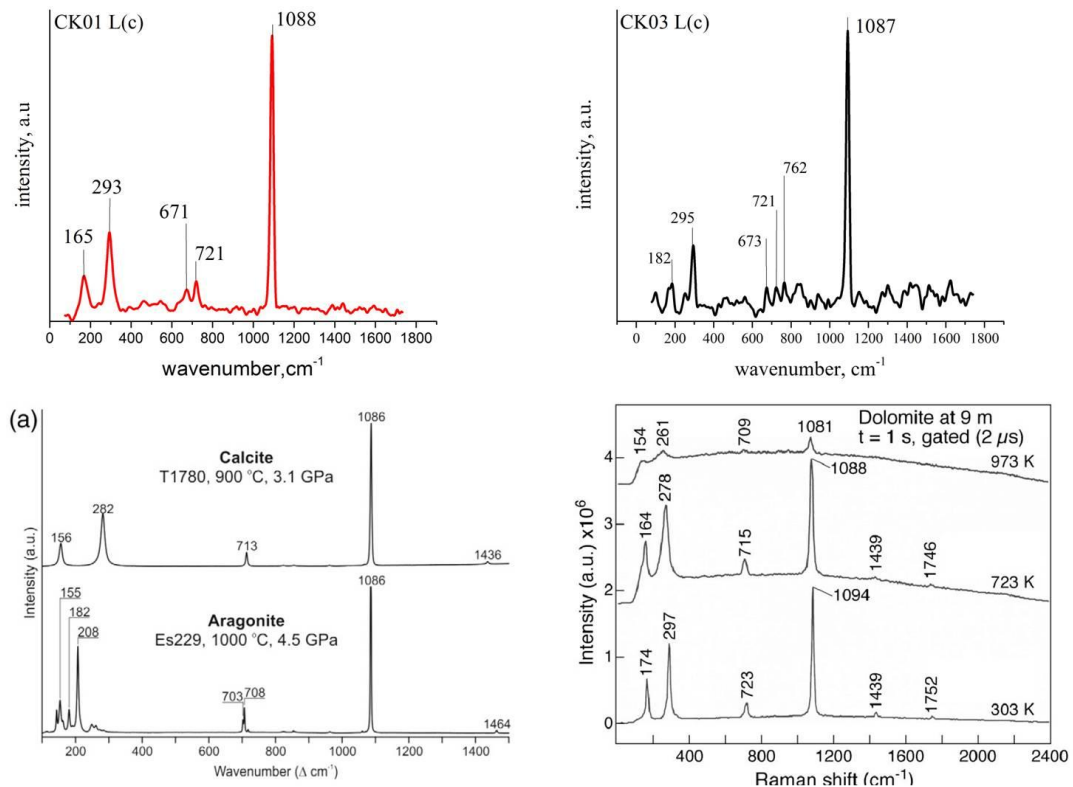 CK01 L(c)
1088
293
165
671
721
intensity, a.u
0 200 400 600 800 1000 1200 1400 1600 1800
wavenumber,cm-1
CK03 L(c)
1087
762
721
673
295
182
intensity, a.u.
0 200 400 600 800 1000 1200 1400 1600 1800
wavenumber, cm-1
(a)
1086
Calcite
T1780, 900 °C, 3.1 GPa
282
156
713
1436
1086
155
182
208
Aragonite
Es229, 1000 °C, 4.5 GPa
703 708
1464
Intensity (a.u.)
200 400 600 800 1000 1200 1400
Wavenumber (Δ cm-1)
Dolomite at 9 m
t = 1 s, gated (2 µs)
154
261
709
1081
973 K
1088
164
278
715
1439
1746
723 K
1094
174
297
723
1439
1752
303 K
Intensity (a.u.) x10⁶
4
3
2
1
0
400 800 1200 1600 2000 2400
Raman shift (cm-1)